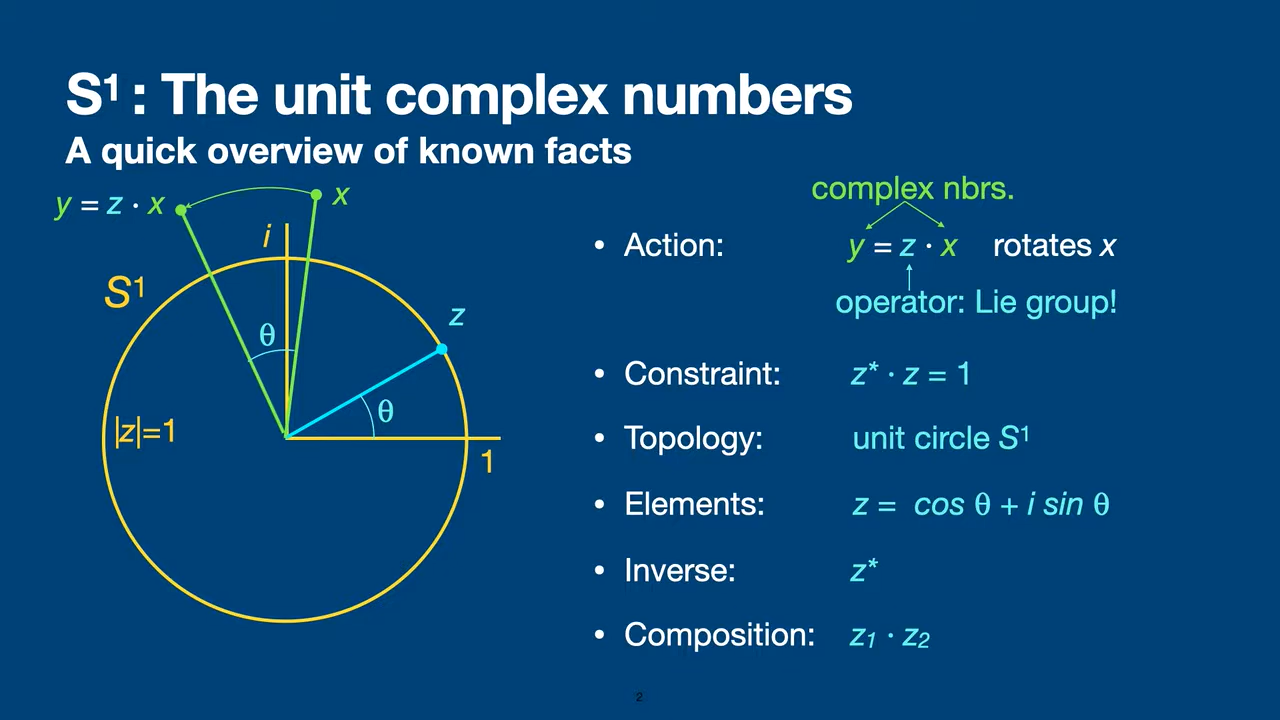 S¹ : The unit complex numbers
A quick overview of known facts
y = z · x
x
i
S¹
θ
z
θ
|z|=1
1
complex nbrs.
• Action: y = z · x rotates x
operator: Lie group!
• Constraint: z* · z = 1
• Topology: unit circle S¹
• Elements: z = cos θ + i sin θ
• Inverse: z*
• Composition: z₁ · z₂
2